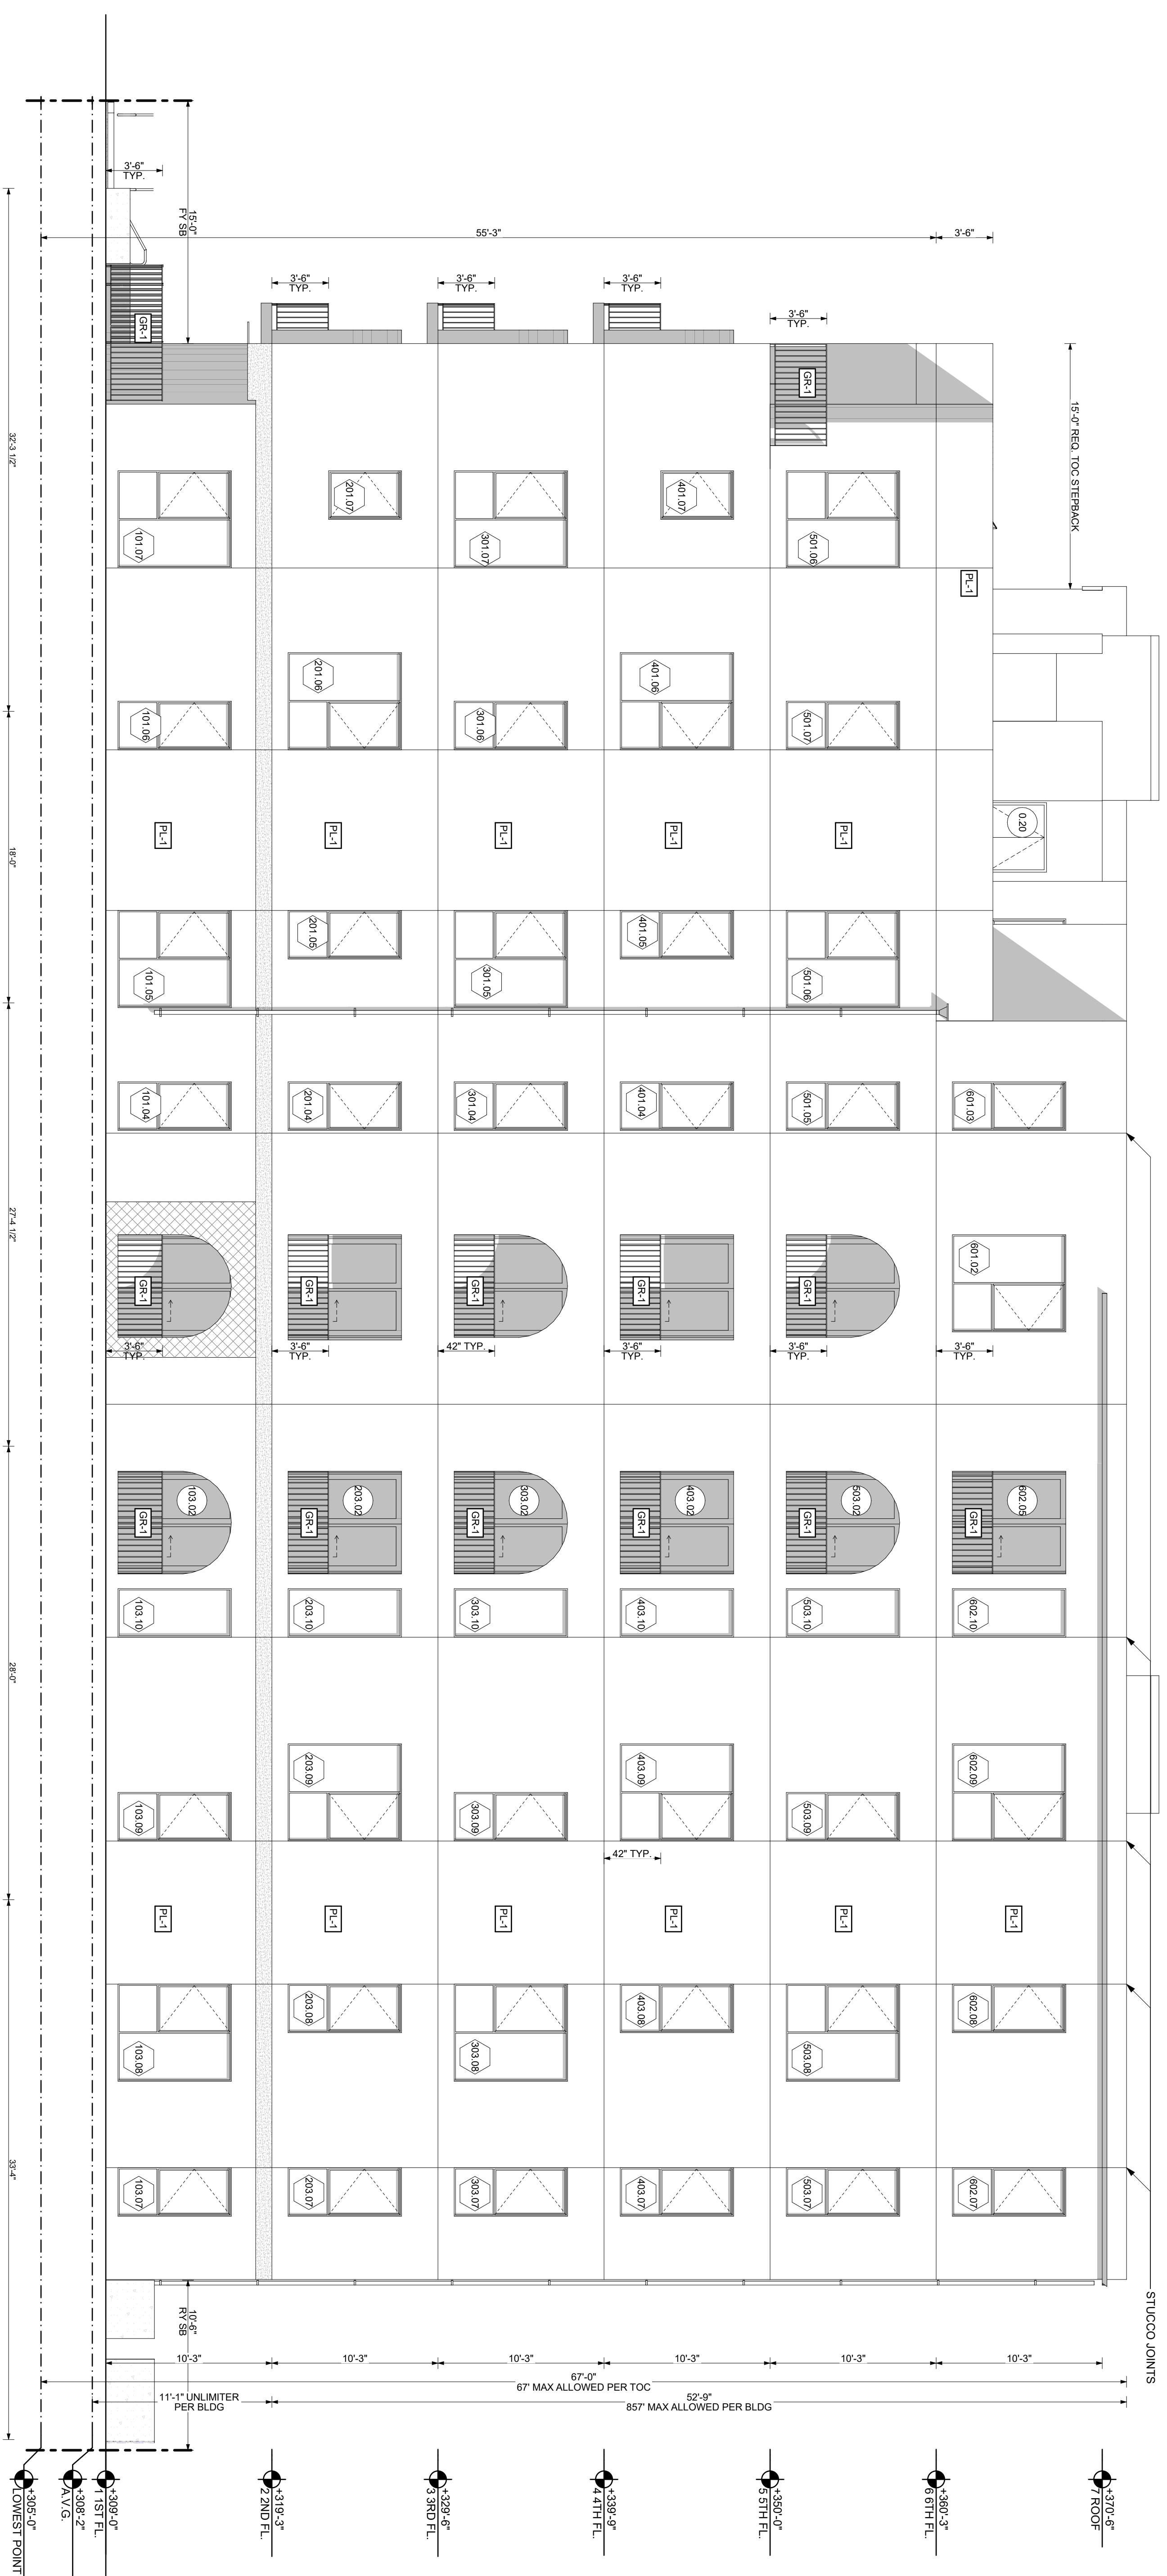 3'-6"
TYP.
15'-0"
FY SB
55'-3"
3'-6"
3'-6"
TYP.
3'-6"
TYP.
3'-6"
TYP.
3'-6"
TYP.
GR-1
GR-1
15'-0" REQ. TOC STEPBACK
32'-3 1/2"
101.07
201.07
301.07
401.07
501.06
PL-1
101.06
201.06
301.06
401.06
501.07
PL-1
PL-1
PL-1
PL-1
PL-1
0.20
18'-0"
101.05
201.05
301.05
401.05
501.06
101.04
201.04
301.04
401.04
501.05
601.03
27'-4 1/2"
GR-1
GR-1
GR-1
GR-1
GR-1
601.02
3'-6"
TYP.
3'-6"
TYP.
42" TYP.
3'-6"
TYP.
3'-6"
TYP.
3'-6"
TYP.
103.02
203.02
303.02
403.02
503.02
602.05
GR-1
GR-1
GR-1
GR-1
GR-1
GR-1
103.10
203.10
303.10
403.10
503.10
602.10
28'-0"
103.09
203.09
303.09
403.09
503.09
602.09
42" TYP.
PL-1
PL-1
PL-1
PL-1
PL-1
PL-1
103.08
203.08
303.08
403.08
503.08
602.08
33'-4"
103.07
203.07
303.07
403.07
503.07
602.07
STUCCO JOINTS
10'-6"
RY SB
10'-3"
10'-3"
10'-3"
10'-3"
10'-3"
10'-3"
67'-0"
67' MAX ALLOWED PER TOC
11'-1" UNLIMITER
PER BLDG
52'-9"
857' MAX ALLOWED PER BLDG
+305'-0"
LOWEST POINT
+308'-2"
A.V.G.
+309'-0"
1 1ST FL.
+319'-3"
2 2ND FL.
+329'-6"
3 3RD FL.
+339'-9"
4 4TH FL.
+350'-0"
5 5TH FL.
+360'-3"
6 6TH FL.
+370'-6"
7 ROOF